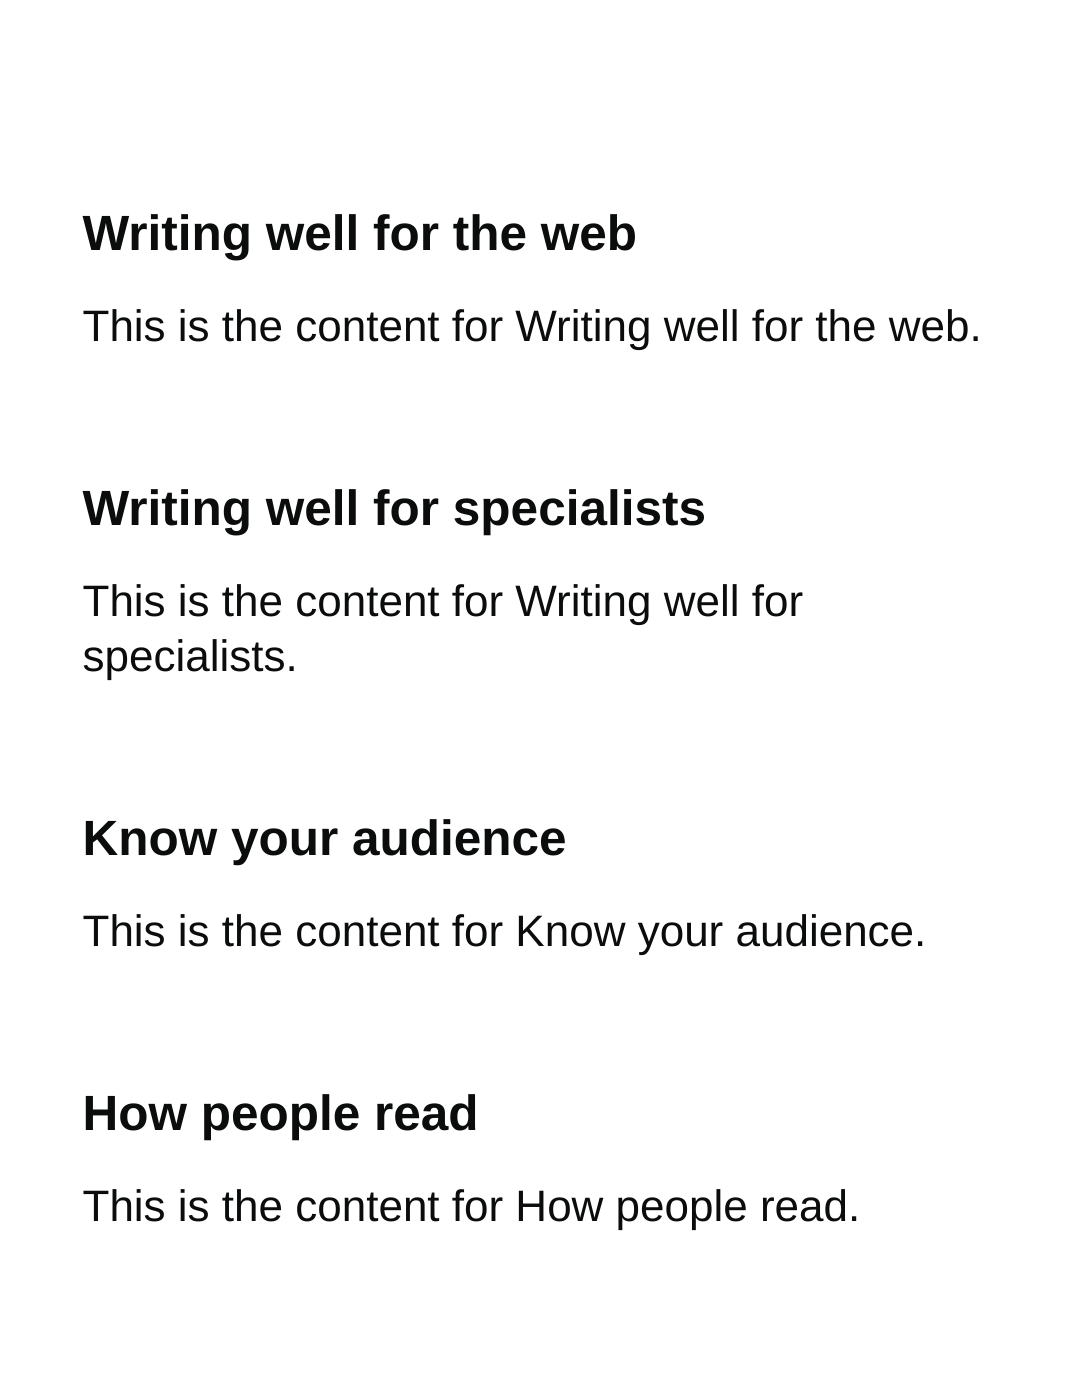 Writing well for the web
This is the content for Writing well for the web.
Writing well for specialists
This is the content for Writing well for
specialists.
Know your audience
This is the content for Know your audience.
How people read
This is the content for How people read.